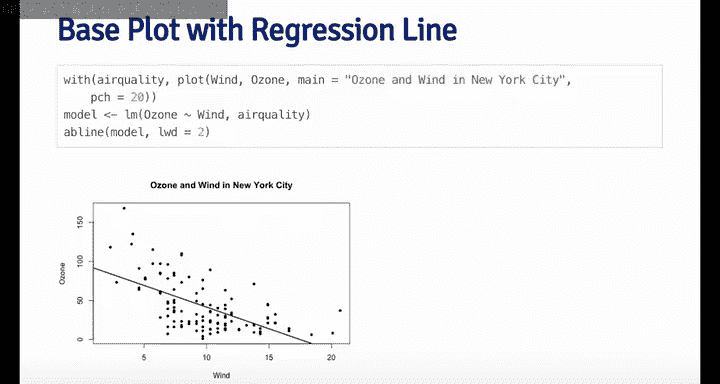 Base Plot with Regression Line
with(airquality, plot(Wind, Ozone, main = "Ozone and Wind in New York City",
pch = 20))
model <- lm(Ozone ~ Wind, airquality)
abline(model, lwd = 2)
Ozone and Wind in New York City
150
100
50
0
Ozone
5 10 15 20
Wind